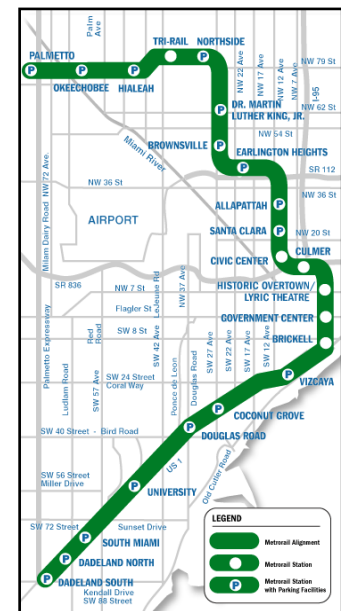 Palm
Ave
TRI-RAIL
NORTHSIDE
PALMETTO
OKEECHOBEE
HIALEAH
NW 22 Ave
NW 17 Ave
NW 12 Ave
NW 7 Ave
I-95
NW 79 St
DR. MARTIN
LUTHER KING, JR.
NW 62 St
NW 54 St
BROWNSVILLE
EARLINGTON HEIGHTS
Miami River
SR 112
NW 72 Ave.
Milam Dairy Road
NW 36 St
NW 36 St
ALLAPATTAH
AIRPORT
SANTA CLARA
NW 20 St
CIVIC CENTER
CULMER
SR 836
NW 7 St
LeJeune Rd
NW 37 Ave
HISTORIC OVERTOWN/
LYRIC THEATRE
Flagler St
GOVERNMENT CENTER
SW 8 St
BRICKELL
Palmetto Expressway
Ludlam Road
Red
Road
SW 57 Ave
SW 42 Ave
Ponce de Leon
Douglas Road
SW 27 Ave
SW 22 Ave
SW 17 Ave
SW 12 Ave
SW 24 Street
Coral Way
VIZCAYA
COCONUT GROVE
SW 40 Street - Bird Road
DOUGLAS ROAD
US 1
Old Cutler Road
SW 56 Street
Miller Drive
UNIVERSITY
SW 72 Street
Sunset Drive
SOUTH MIAMI
DADELAND NORTH
DADELAND SOUTH
Kendall Drive
SW 88 Street
LEGEND
Metrorail Alignment
Metrorail Station
P
Metrorail Station
with Parking Facilities